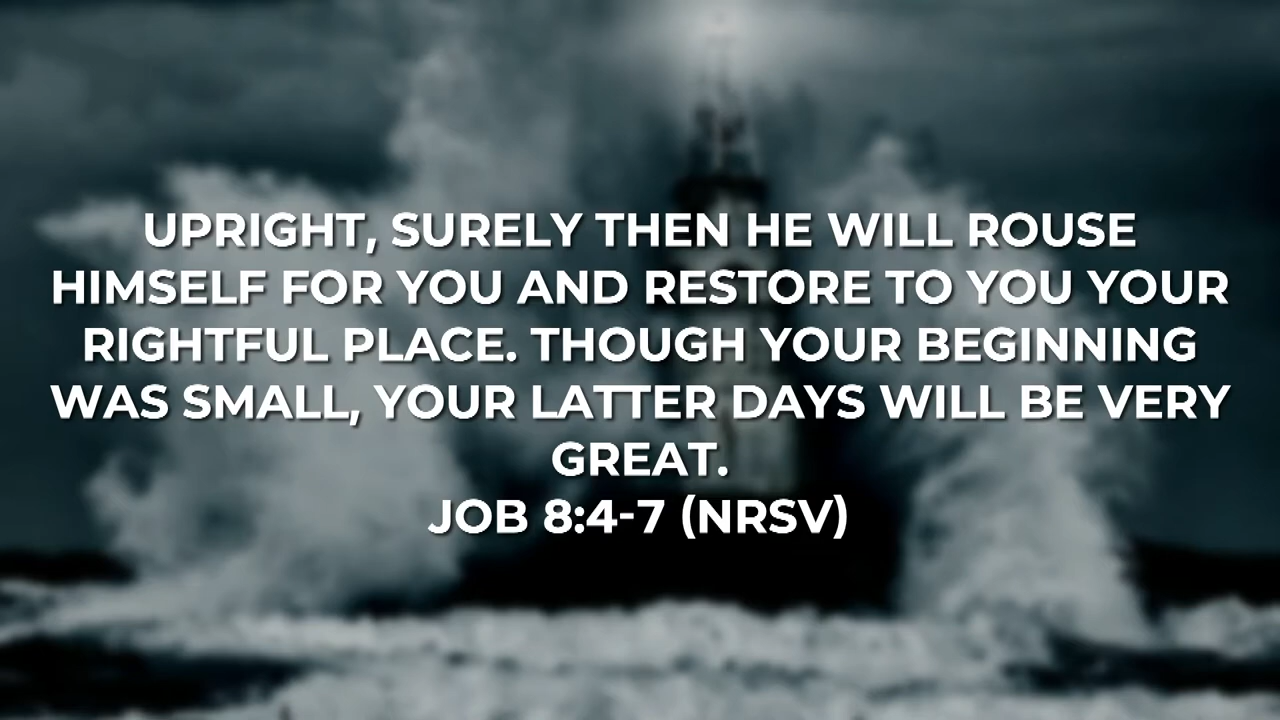 UPRIGHT, SURELY THEN HE WILL ROUSE
HIMSELF FOR YOU AND RESTORE TO YOU YOUR
RIGHTFUL PLACE. THOUGH YOUR BEGINNING
WAS SMALL, YOUR LATTER DAYS WILL BE VERY
GREAT.
JOB 8:4-7 (NRSV)